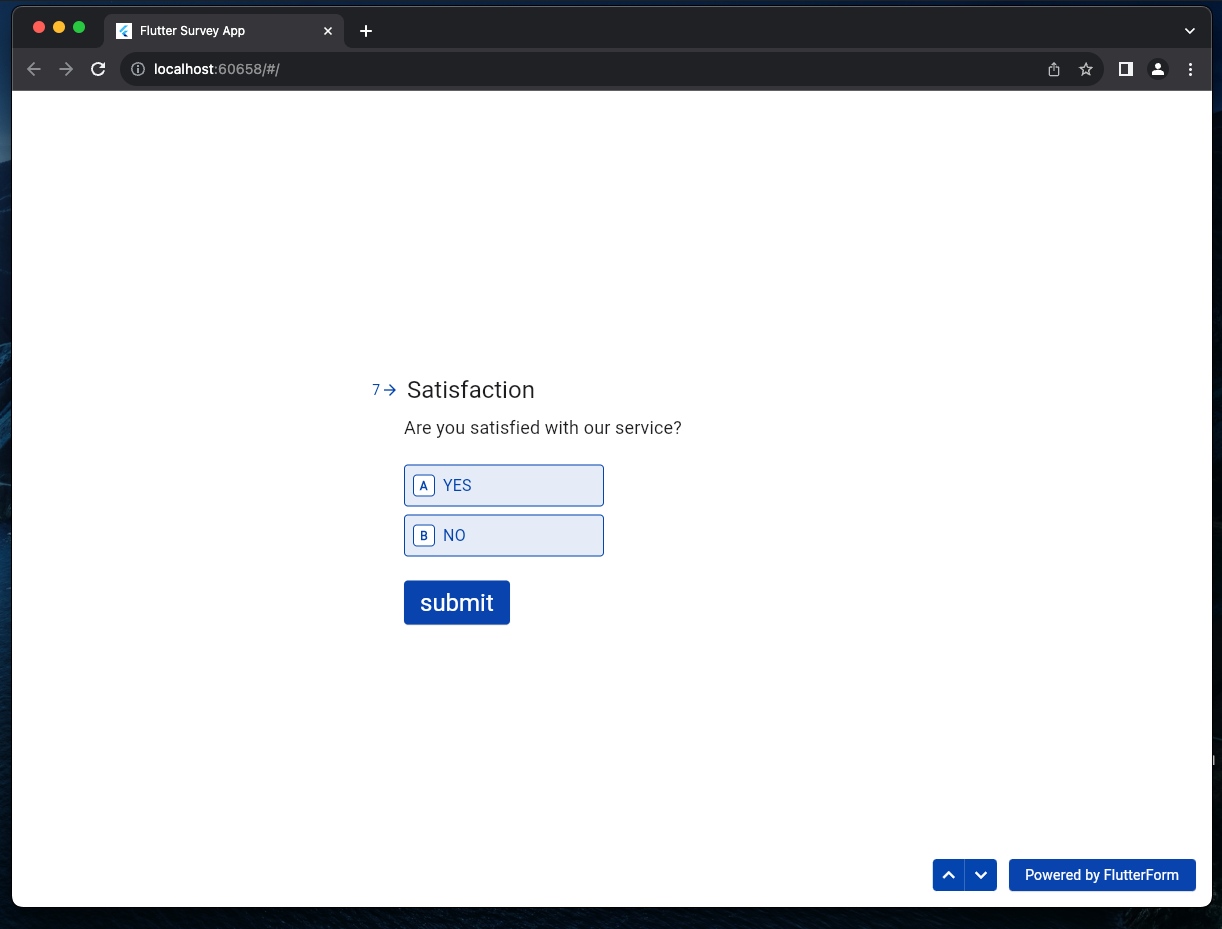 Flutter Survey App
localhost:60658/#/
7 → Satisfaction
Are you satisfied with our service?
A YES
B NO
submit
Powered by FlutterForm